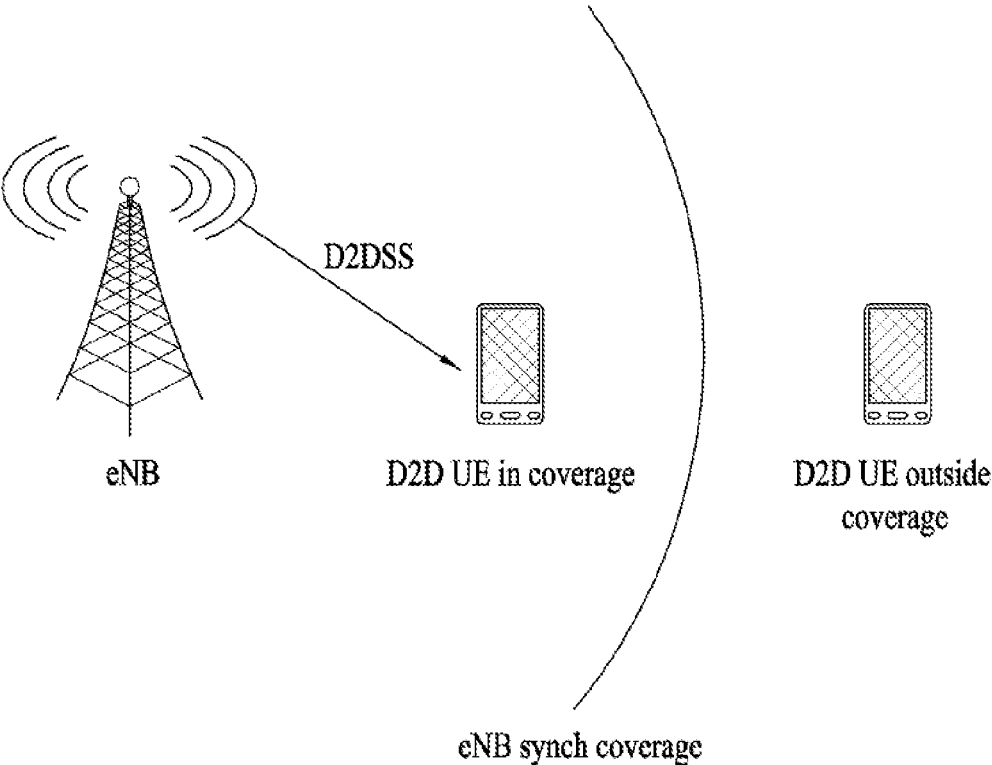 D2DSS
eNB
D2D UE in coverage
D2D UE outside
coverage
eNB synch coverage